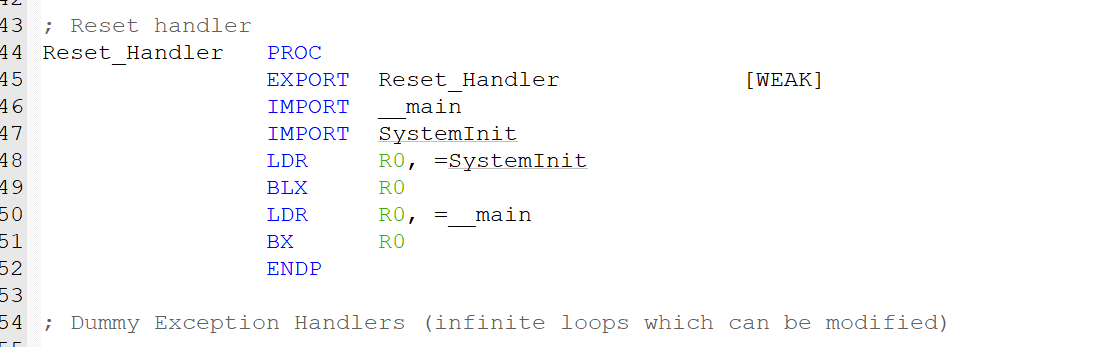 43 ; Reset handler
44 Reset_Handler PROC
45 EXPORT Reset_Handler [WEAK]
46 IMPORT __main
47 IMPORT SystemInit
48 LDR R0, =SystemInit
49 BLX R0
50 LDR R0, =__main
51 BX R0
52 ENDP
53
54 ; Dummy Exception Handlers (infinite loops which can be modified)